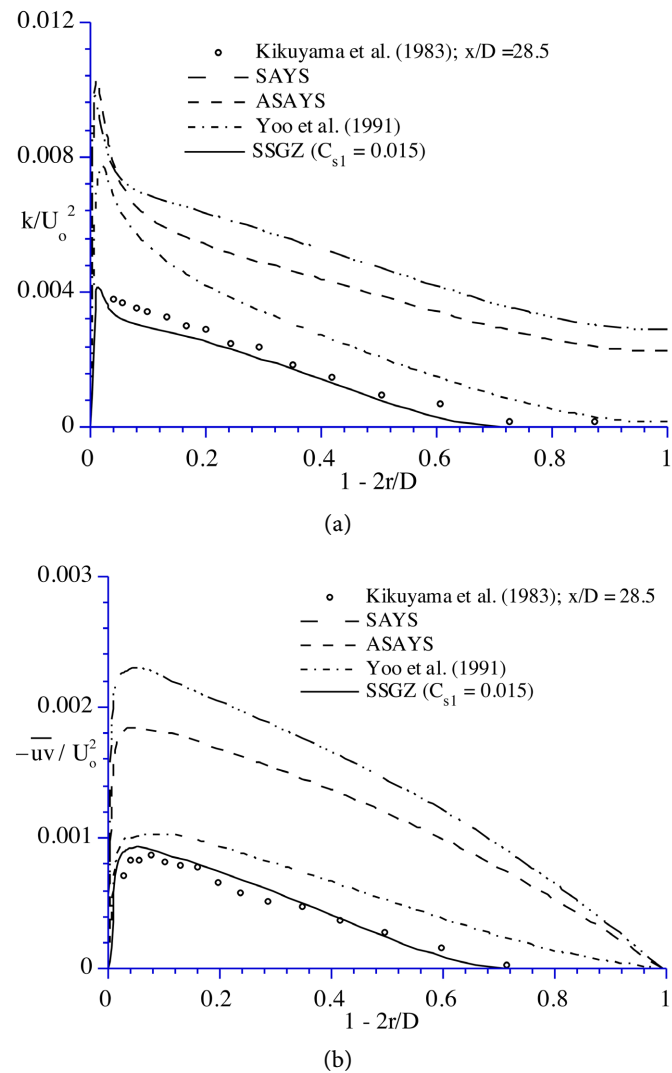 0.012
Kikuyama et al. (1983); x/D =28.5
SAYS
ASAYS
Yoo et al. (1991)
SSGZ (Cs1 = 0.015)
0.008
k/Uo2
0.004
0
0 0.2 0.4 0.6 0.8 1
1 - 2r/D
(a)
0.003
Kikuyama et al. (1983); x/D = 28.5
SAYS
ASAYS
Yoo et al. (1991)
SSGZ (Cs1 = 0.015)
0.002
−uv / Uo2
0.001
0
0 0.2 0.4 0.6 0.8 1
1 - 2r/D
(b)